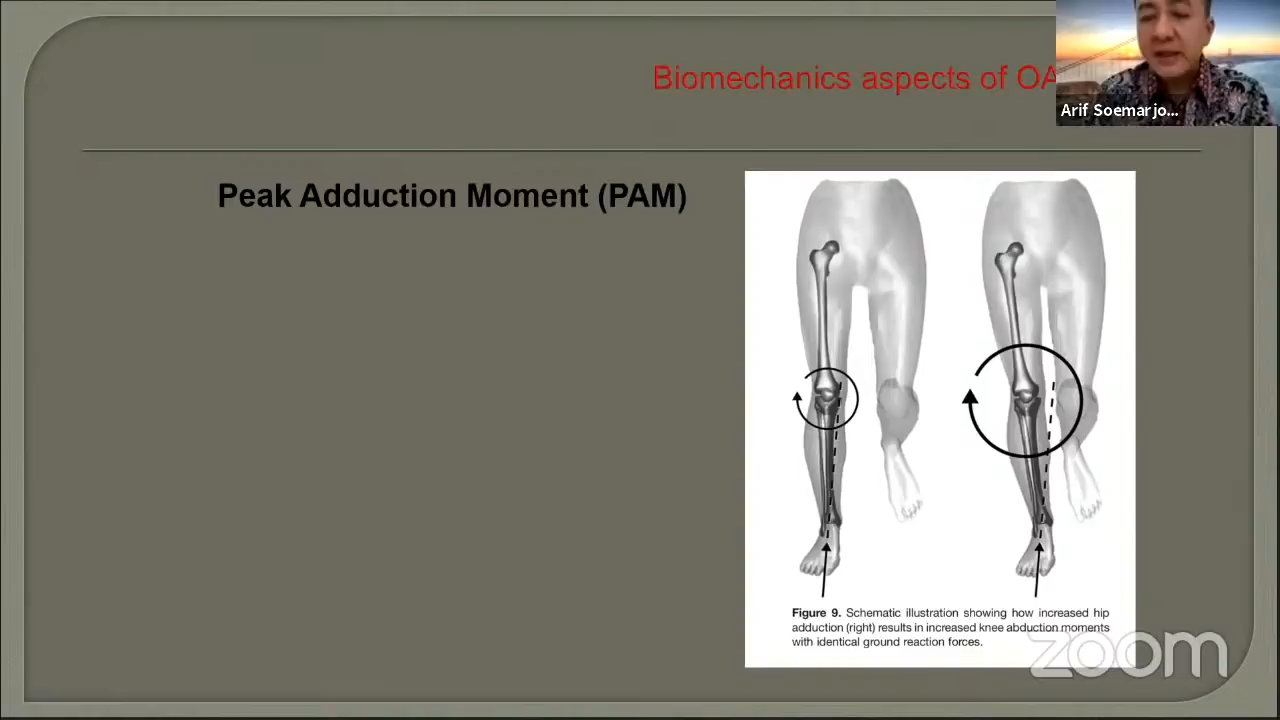 Biomechanics aspects of OA
Arif Soemarjo...
Peak Adduction Moment (PAM)
Figure 9. Schematic illustration showing how increased hip
adduction (right) results in increased knee abduction moments
with identical ground reaction forces.
zoom